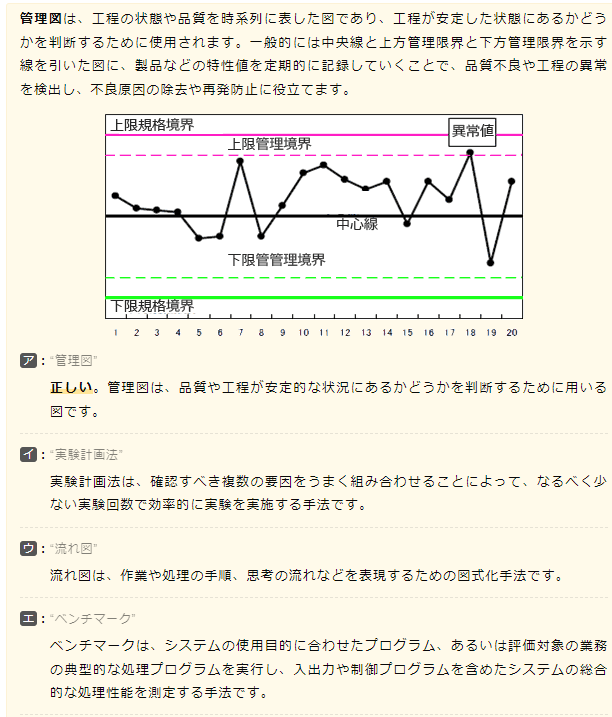 管理図は、工程の状態や品質を時系列に表した図であり、工程が安定した状態にあるかどう
かを判断するために使用されます。一般的には中央線と上方管理限界と下方管理限界を示す
線を引いた図に、製品などの特性値を定期的に記録していくことで、品質不良や工程の異常
を検出し、不良原因の除去や再発防止に役立てます。
上限規格境界
異常値
上限管理境界
中心線
下限管管理境界
下限規格境界
1 2 3 4 5 6 7 8 9 10 11 12 13 14 15 16 17 18 19 20
ア:“管理図”
正しい。管理図は、品質や工程が安定的な状況にあるかどうかを判断するために用いる
図です。
イ:“実験計画法”
実験計画法は、確認すべき複数の要因をうまく組み合わせることによって、なるべく少
ない実験回数で効率的に実験を実施する手法です。
ウ:“流れ図”
流れ図は、作業や処理の手順、思考の流れなどを表現するための図式化手法です。
エ:“ベンチマーク”
ベンチマークは、システムの使用目的に合わせたプログラム、あるいは評価対象の業務
の典型的な処理プログラムを実行し、入出力や制御プログラムを含めたシステムの総合
的な処理性能を測定する手法です。